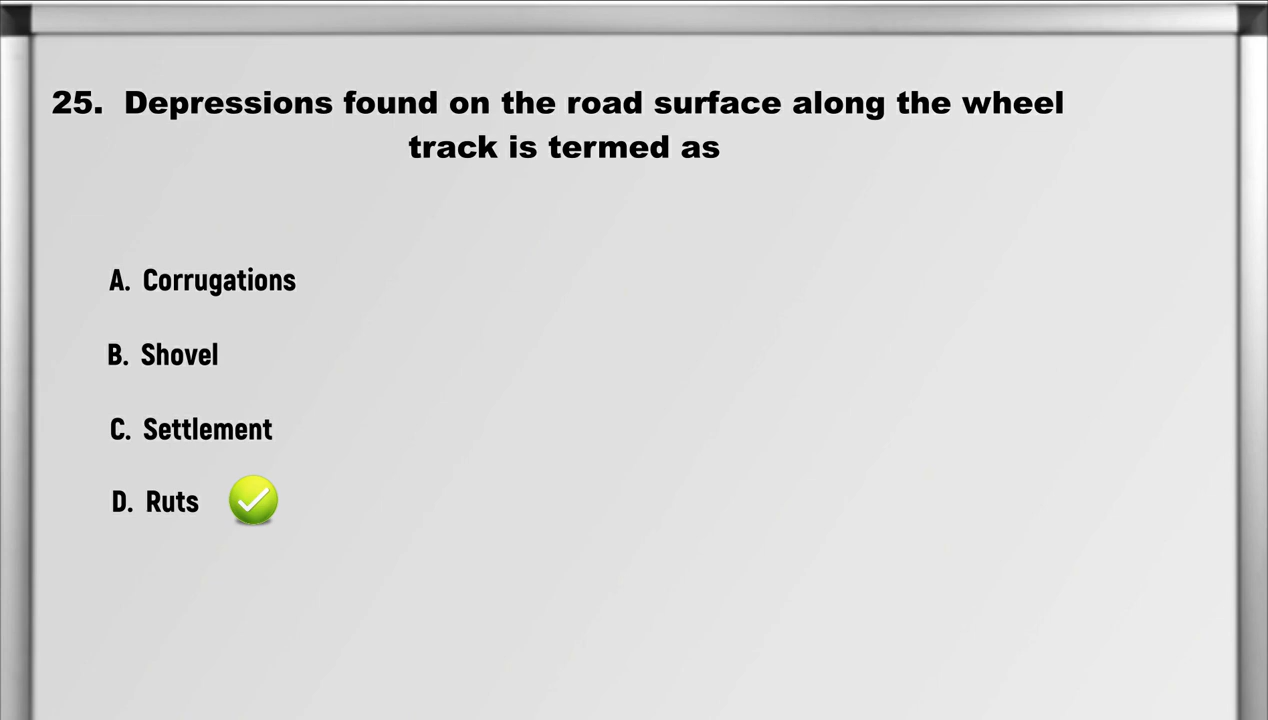 25. Depressions found on the road surface along the wheel
track is termed as
A. Corrugations
B. Shovel
C. Settlement
D. Ruts